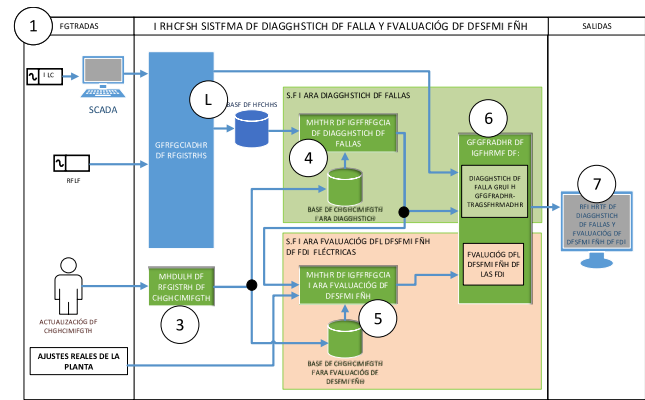 1
FGTRADAS
I RHCFSH SISTFMA DF DIAGGHSTICH DF FALLA Y FVALUACIÓG DF DFSFMI FÑH
SALIDAS
I LC
SCADA
RFLF
GFRFGCIADHR
DF RFGISTRHS
L
BASF DF HFCHHS
S.F I ARA DIAGGHSTICH DF FALLAS
MHTHR DF IGFFRFGCIA
DF DIAGGHSTICH DF
FALLAS
4
BASF DF CHGHCIMIFGTH
I ARA DIAGGHSTICH
6
GFGFRADHR DF
IGFHRMF DF:
DIAGGHSTICH DF
FALLA GRUI H
GFGFRADHR-
TRAGSFHRMADHR
FVALUCIÓG DFL
DFSFMI FÑH DF
LAS FDI
7
RFI HRTF DF
DIAGGHSTICH
DF FALLAS Y
FVALUACIÓG DF
DFSFMI FÑH DF FDI
S.F I ARA FVALUACIÓG DFL DFSFMI FÑH
DF FDI FLÉCTRICAS
MHTHR DF IGFFRFGCIA
I ARA FVALUACIÓG DF
DFSFMI FÑH
5
BASF DF CHGHCIMIFGTH
I ARA FVALUACIÓG DF
DFSFMI FÑH
MHDULH DF
RFGISTRH DF
CHGHCIMIFGTH
3
ACTUALIZACIÓG DF
CHGHCIMIFGTH
AJUSTES REALES DE LA
PLANTA